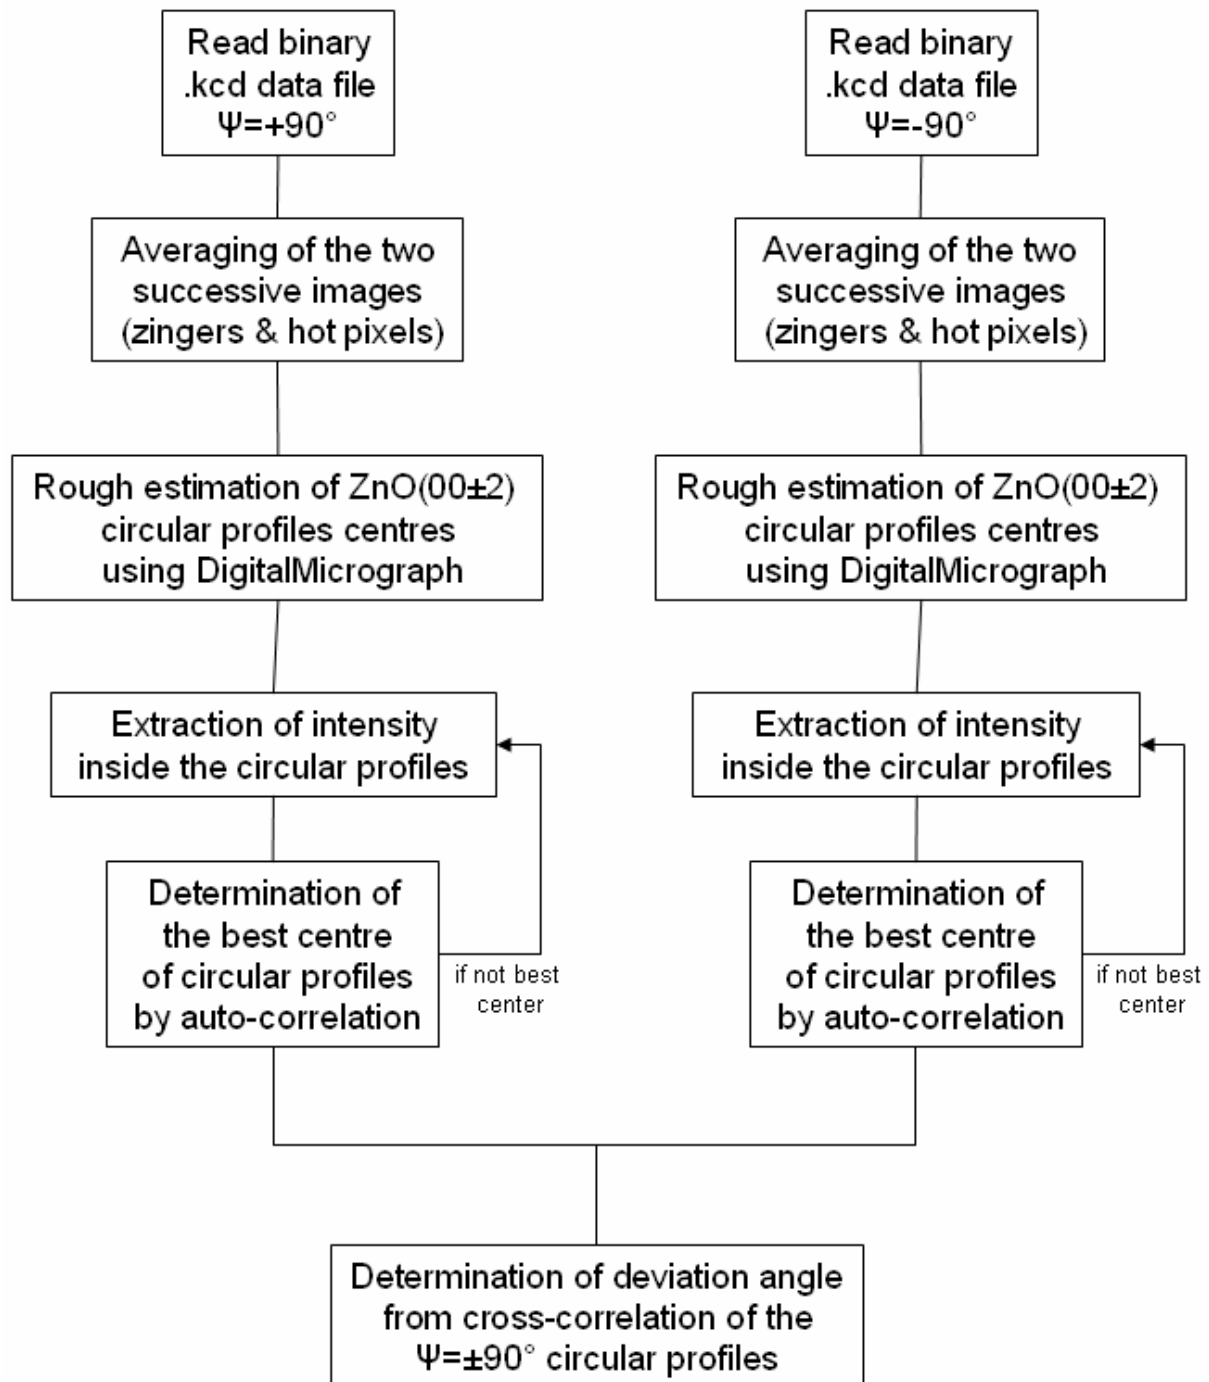 Read binary
.kcd data file
Ψ=+90°
Averaging of the two
successive images
(zingers & hot pixels)
Rough estimation of ZnO(00±2)
circular profiles centres
using DigitalMicrograph
Extraction of intensity
inside the circular profiles
Determination of
the best centre
of circular profiles
by auto-correlation
if not best
center
Read binary
.kcd data file
Ψ=-90°
Averaging of the two
successive images
(zingers & hot pixels)
Rough estimation of ZnO(00±2)
circular profiles centres
using DigitalMicrograph
Extraction of intensity
inside the circular profiles
Determination of
the best centre
of circular profiles
by auto-correlation
if not best
center
Determination of deviation angle
from cross-correlation of the
Ψ=±90° circular profiles